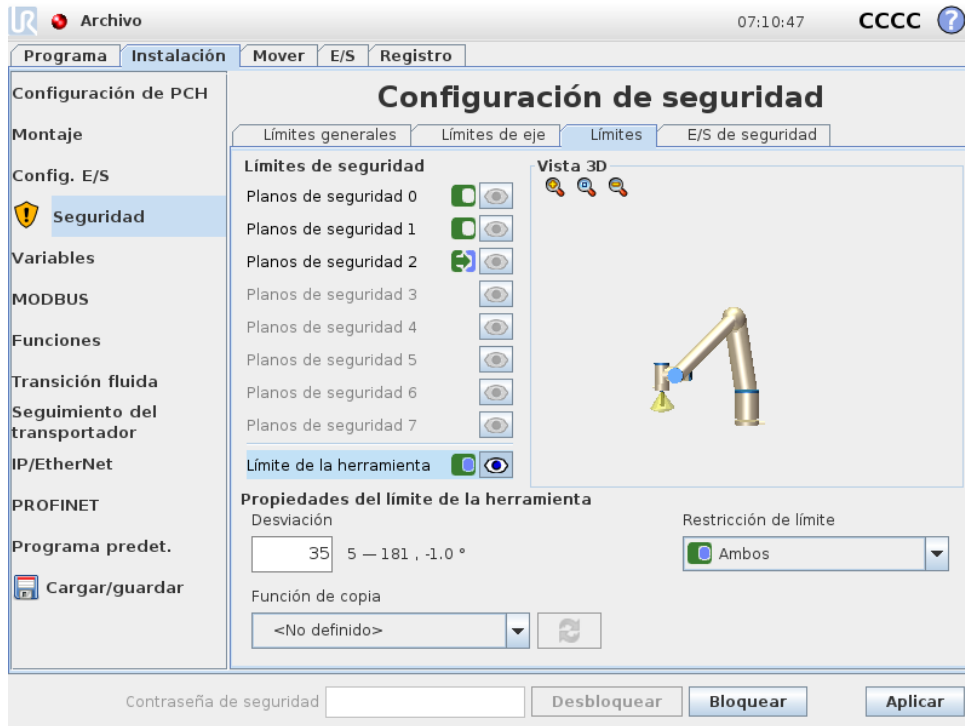 UR Archivo 07:10:47 CCCC ?
Programa Instalación Mover E/S Registro
Configuración de PCH
Montaje
Config. E/S
Seguridad
Variables
MODBUS
Funciones
Transición fluida
Seguimiento del
transportador
IP/EtherNet
PROFINET
Programa predet.
Cargar/guardar
Configuración de seguridad
Límites generales Límites de eje Límites E/S de seguridad
Límites de seguridad
Planos de seguridad 0
Planos de seguridad 1
Planos de seguridad 2
Planos de seguridad 3
Planos de seguridad 4
Planos de seguridad 5
Planos de seguridad 6
Planos de seguridad 7
Límite de la herramienta
Vista 3D
Propiedades del límite de la herramienta
Desviación
35 5 — 181 , -1.0 °
Restricción de límite
Ambos
Función de copia
<No definido>
Contraseña de seguridad Desbloquear Bloquear Aplicar